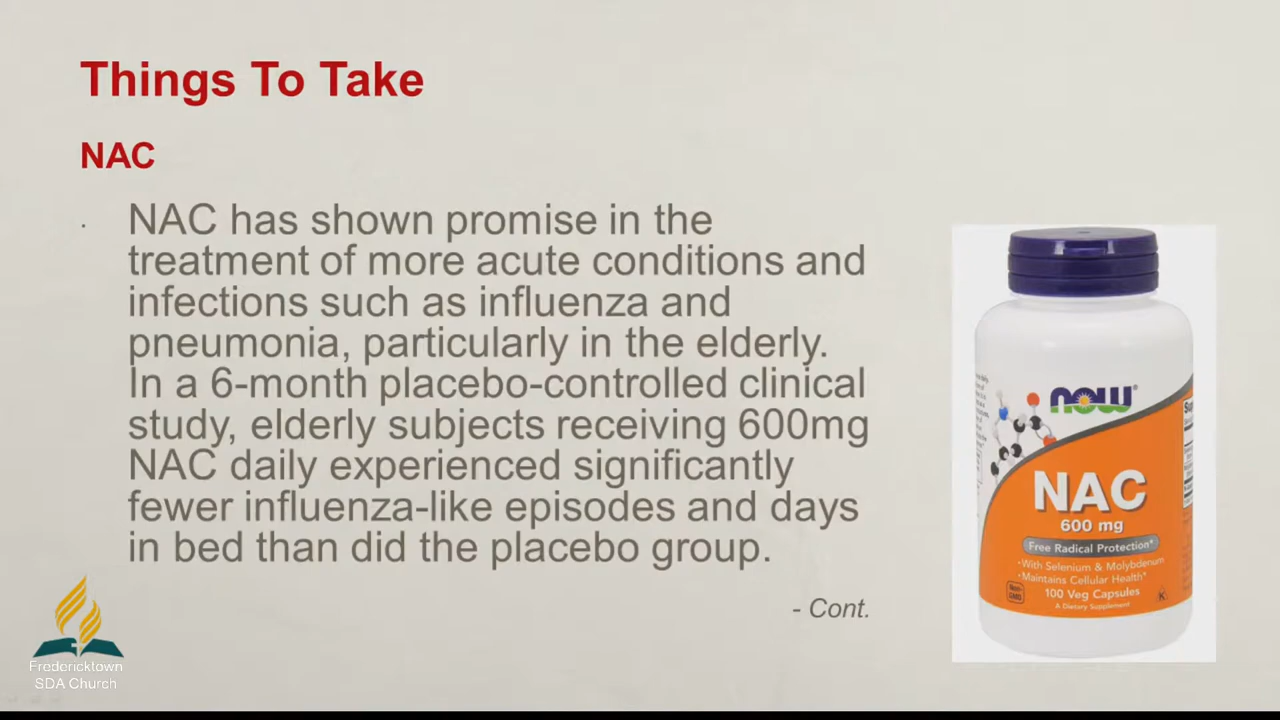 Things To Take
NAC
· NAC has shown promise in the
treatment of more acute conditions and
infections such as influenza and
pneumonia, particularly in the elderly.
In a 6-month placebo-controlled clinical
study, elderly subjects receiving 600mg
NAC daily experienced significantly
fewer influenza-like episodes and days
in bed than did the placebo group.
- Cont.
now®
NAC
600 mg
Free Radical Protection*
• With Selenium & Molybdenum
• Maintains Cellular Health*
Non-
GMO
100 Veg Capsules
K
A Dietary Supplement
Fredericktown
SDA Church